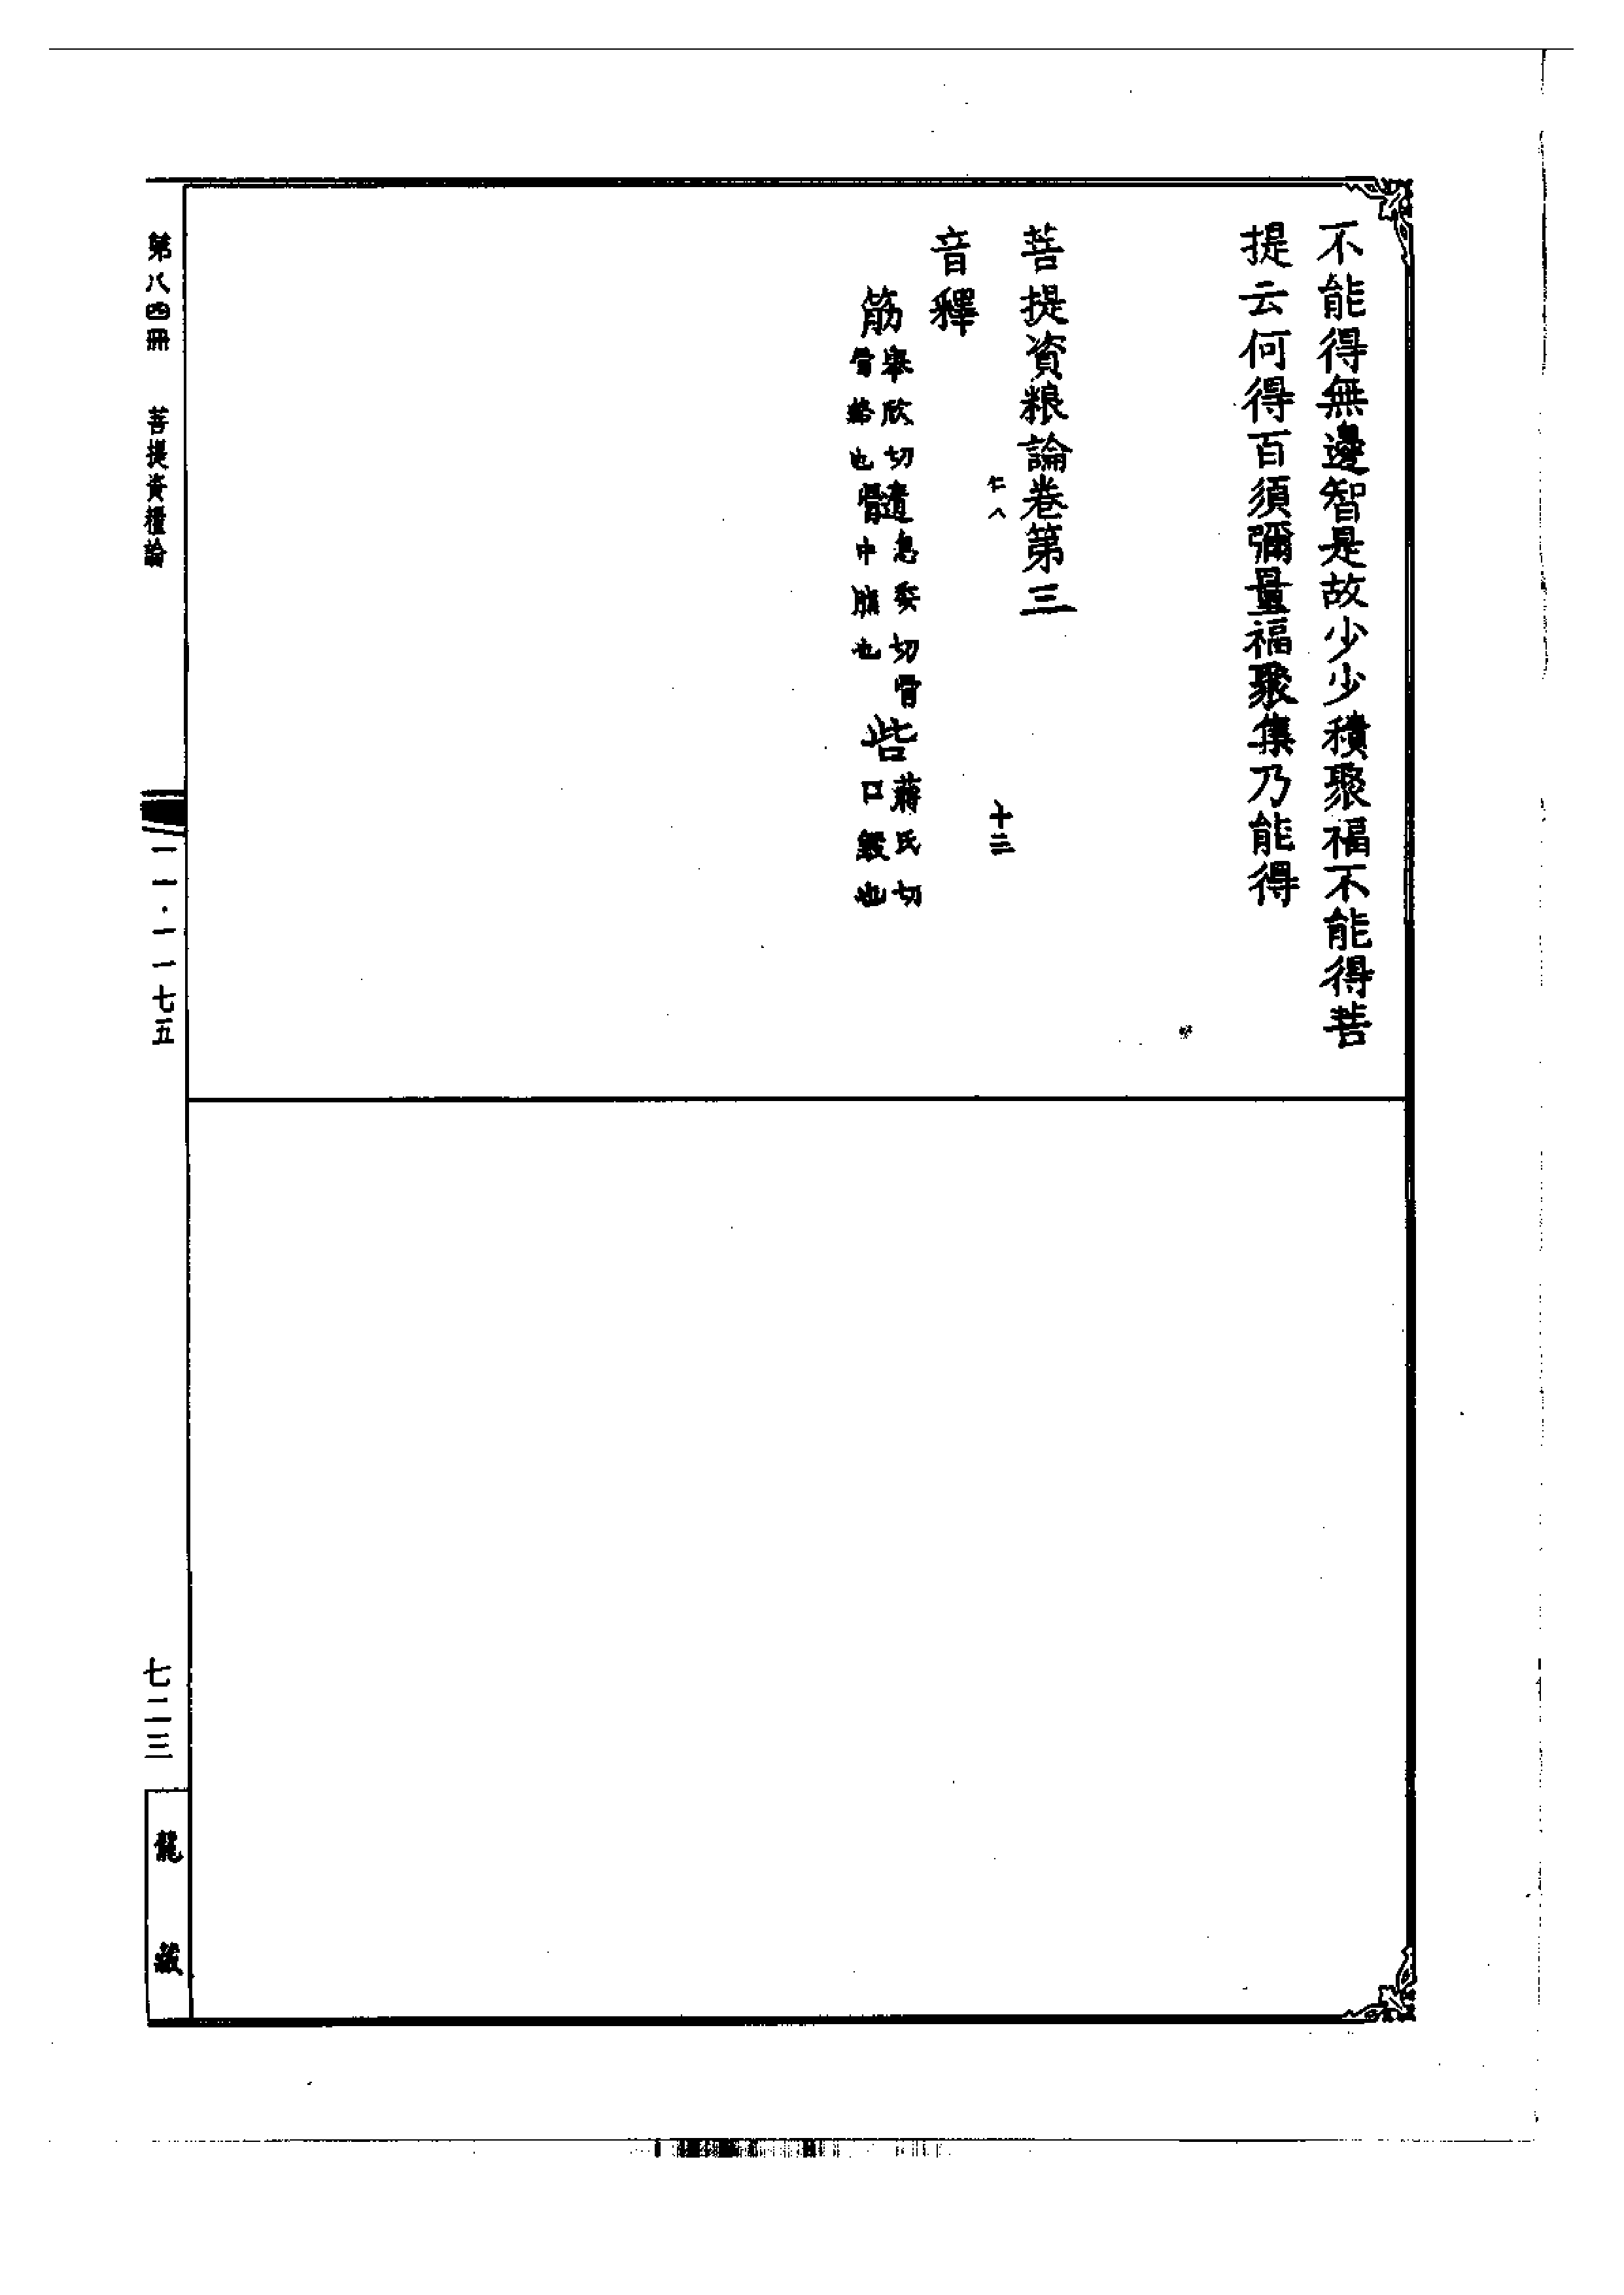 不能得無邊智是故少少積聚福不能得菩
提云何得百須彌量福聚集乃能得
菩提資粮論卷第三
仁八 十三
音釋
筋舉欣切骨絡也髓息委切骨中脂也呰蔣氏切口毀也
第八四冊 菩提資糧論
一一·一一七五
七二三
龍藏